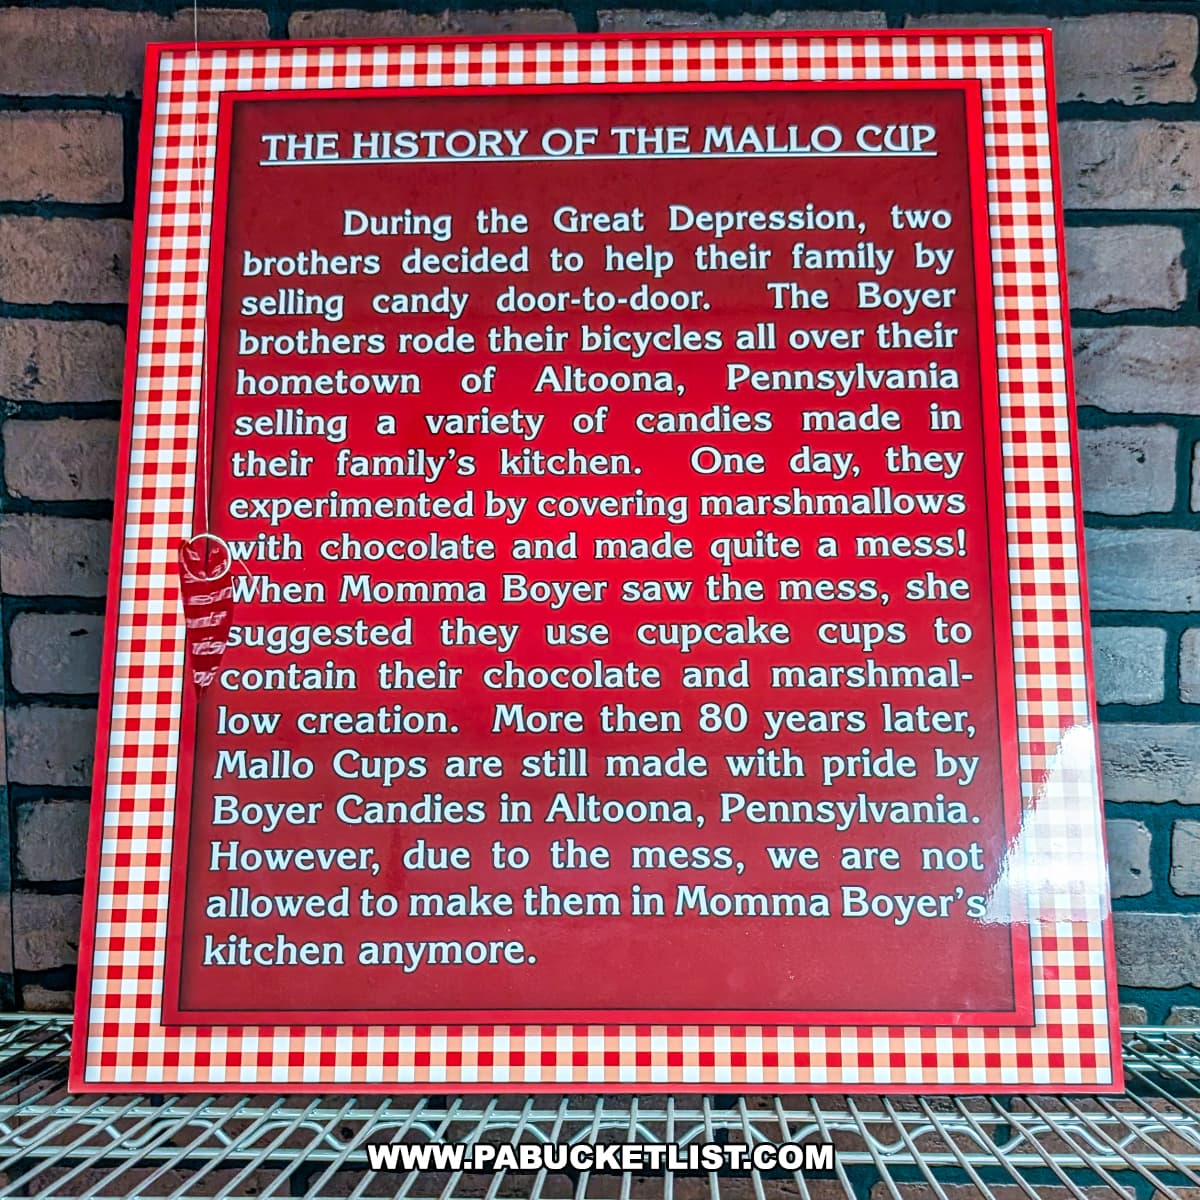 THE HISTORY OF THE MALLO CUP
During the Great Depression, two
brothers decided to help their family by
selling candy door-to-door. The Boyer
brothers rode their bicycles all over their
hometown of Altoona, Pennsylvania
selling a variety of candies made in
their family's kitchen. One day, they
experimented by covering marshmallows
with chocolate and made quite a mess!
When Momma Boyer saw the mess, she
suggested they use cupcake cups to
contain their chocolate and marshmal-
low creation. More then 80 years later,
Mallo Cups are still made with pride by
Boyer Candies in Altoona, Pennsylvania.
However, due to the mess, we are not
allowed to make them in Momma Boyer's
kitchen anymore.
WWW.PABUCKETLIST.COM